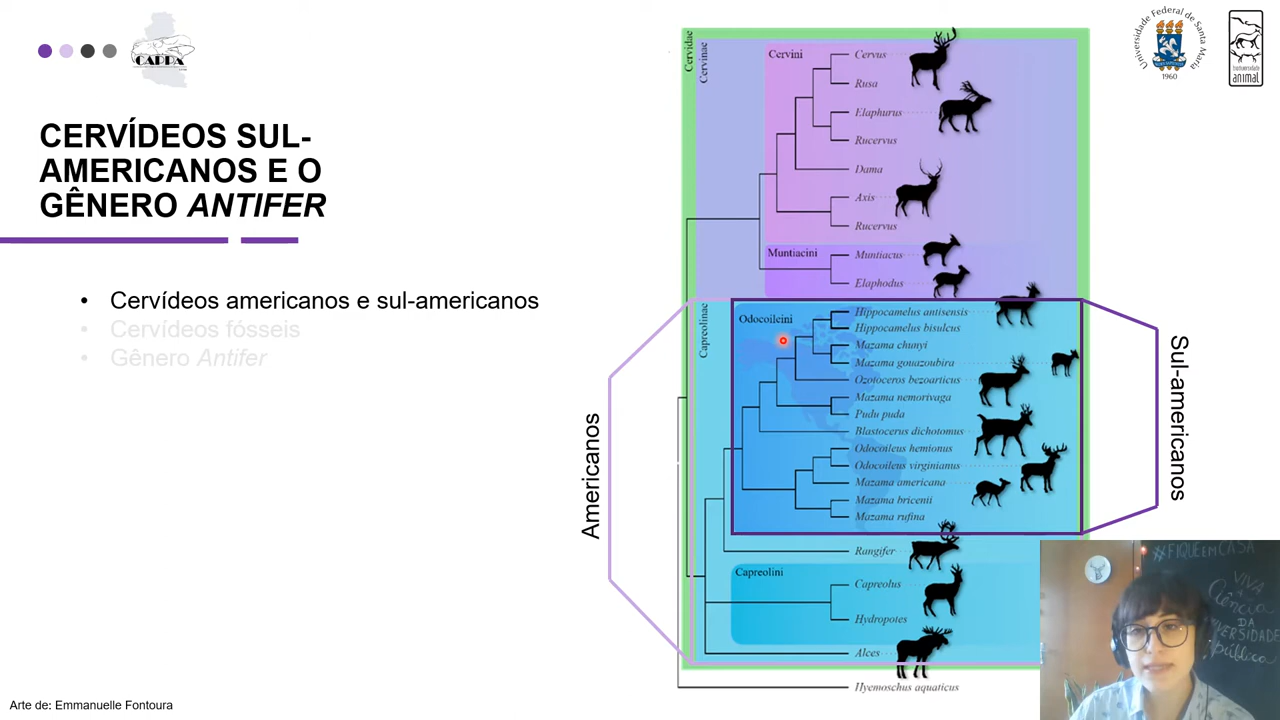 CAPPA
Universidade Federal de Santa Maria
1960
biodiversidade
animal
CERVÍDEOS SUL-
AMERICANOS E O
GÊNERO ANTIFER
• Cervídeos americanos e sul-americanos
• Cervídeos fósseis
• Gênero Antifer
Americanos
Cervidae
Cervinae
Cervini
Cervus
Rusa
Elaphurus
Rucervus
Dama
Axis
Rucervus
Muntiacini
Muntiacus
Elaphodus
Capreolinae
Odocoileini
Hippocamelus antisensis
Hippocamelus bisulcus
Mazama chunyi
Mazama gouazoubira
Ozotoceros bezoarticus
Mazama nemorivaga
Pudu puda
Blastocerus dichotomus
Odocoileus hemionus
Odocoileus virginianus
Mazama americana
Mazama bricenii
Mazama rufina
Rangifer
Capreolini
Capreolus
Hydropotes
Alces
Hyemoschus aquaticus
Sul-americanos
#FIQUEEMCASA
VIVA
a
Ciência
DA
pública
Arte de: Emmanuelle Fontoura